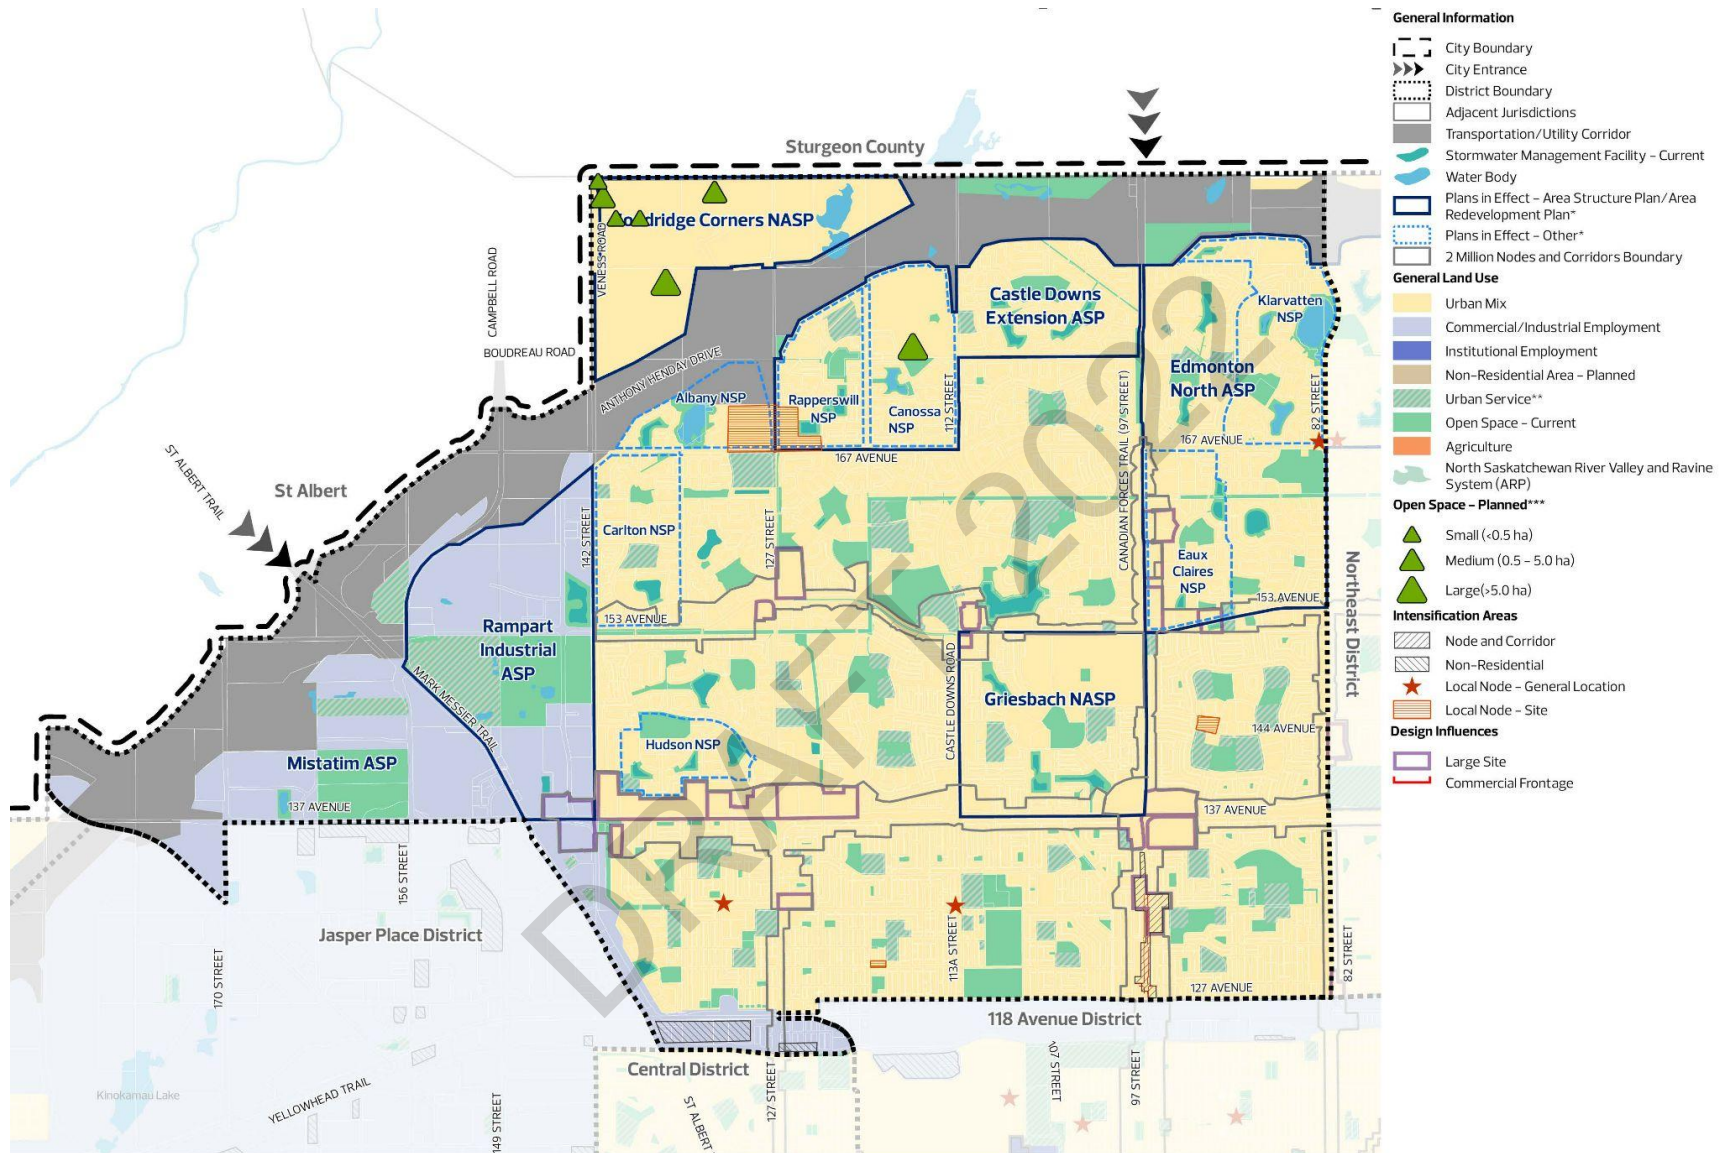 General Information
City Boundary
City Entrance
District Boundary
Adjacent Jurisdictions
Transportation/Utility Corridor
Stormwater Management Facility - Current
Water Body
Plans in Effect – Area Structure Plan/Area
Redevelopment Plan*
Plans in Effect – Other*
2 Million Nodes and Corridors Boundary
General Land Use
Urban Mix
Commercial/Industrial Employment
Institutional Employment
Non-Residential Area - Planned
Urban Service**
Open Space - Current
Agriculture
North Saskatchewan River Valley and Ravine
System (ARP)
Open Space - Planned***
Small (<0.5 ha)
Medium (0.5 – 5.0 ha)
Large(>5.0 ha)
Intensification Areas
Node and Corridor
Non-Residential
Local Node - General Location
Local Node - Site
Design Influences
Large Site
Commercial Frontage
Sturgeon County
dridge Corners NASP
VENESS ROAD
CAMPBELL ROAD
BOUDREAU ROAD
ANTHONY HENDAY DRIVE
Castle Downs
Extension ASP
Klarvatten
NSP
Edmonton
North ASP
Albany NSP
Rapperswill
NSP
Canossa
NSP
112 STREET
CANADIAN FORCES TRAIL (97 STREET)
82 STREET
167 AVENUE
167 AVENUE
ST ALBERT TRAIL
St Albert
142 STREET
Carlton NSP
127 STREET
Eaux
Claires
NSP
153 AVENUE
153 AVENUE
Northeast District
Rampart
Industrial
ASP
MARK MESSIER TRAIL
CASTLE DOWNS ROAD
Griesbach NASP
144 AVENUE
Hudson NSP
Mistatim ASP
137 AVENUE
137 AVENUE
156 STREET
Jasper Place District
170 STREET
113A STREET
82 STREET
127 AVENUE
118 Avenue District
Central District
127 STREET
107 STREET
97 STREET
Kinokamau Lake
YELLOWHEAD TRAIL
149 STREET
ST ALBERT
DRAFT 2022